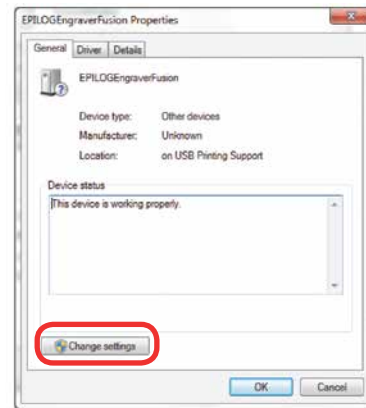 EPILOGEngraverFusion Properties
General Driver Details
EPILOGEngraverFusion
Device type: Other devices
Manufacturer: Unknown
Location: on USB Printing Support
Device status
This device is working properly.
Change settings
OK Cancel